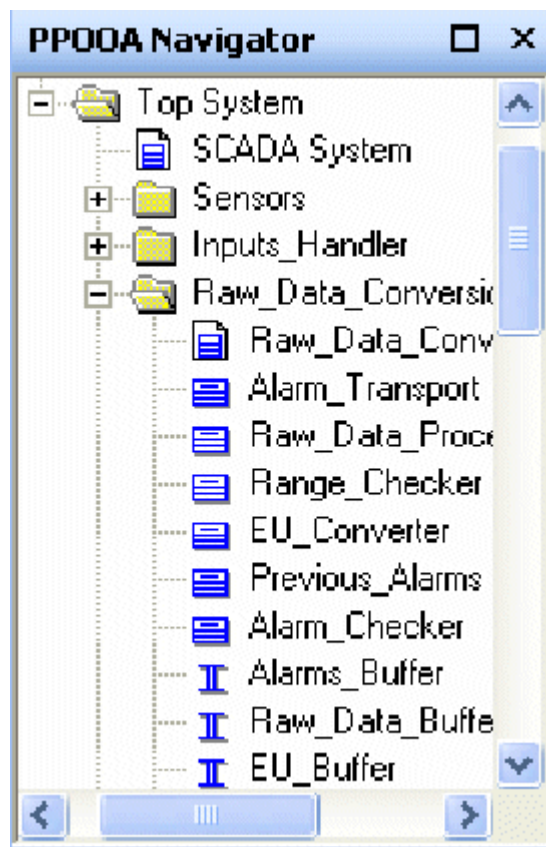 PPOOA Navigator
Top System
SCADA System
Sensors
Inputs_Handler
Raw_Data_Conversic
Raw_Data_Conv
Alarm_Transport
Raw_Data_Proce
Range_Checker
EU_Converter
Previous_Alarms
Alarm_Checker
Alarms_Buffer
Raw_Data_Buffe
EU_Buffer